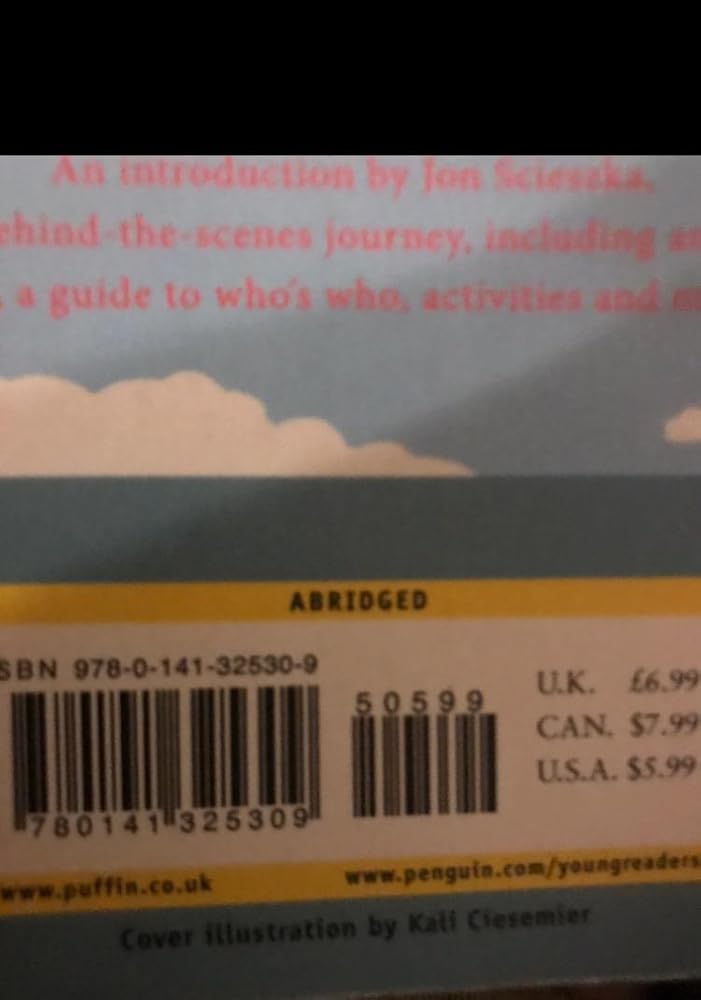 An introduction by Jon Scieszka,
ehind-the-scenes journey, including an
a guide to who's who, activities and
ABRIDGED
SBN 978-0-141-32530-9
50599
U.K. £6.99
CAN. $7.99
U.S.A. $5.99
780141 325309
www.puffin.co.uk
www.penguin.com/youngreaders
Cover illustration by Kali Ciesemier